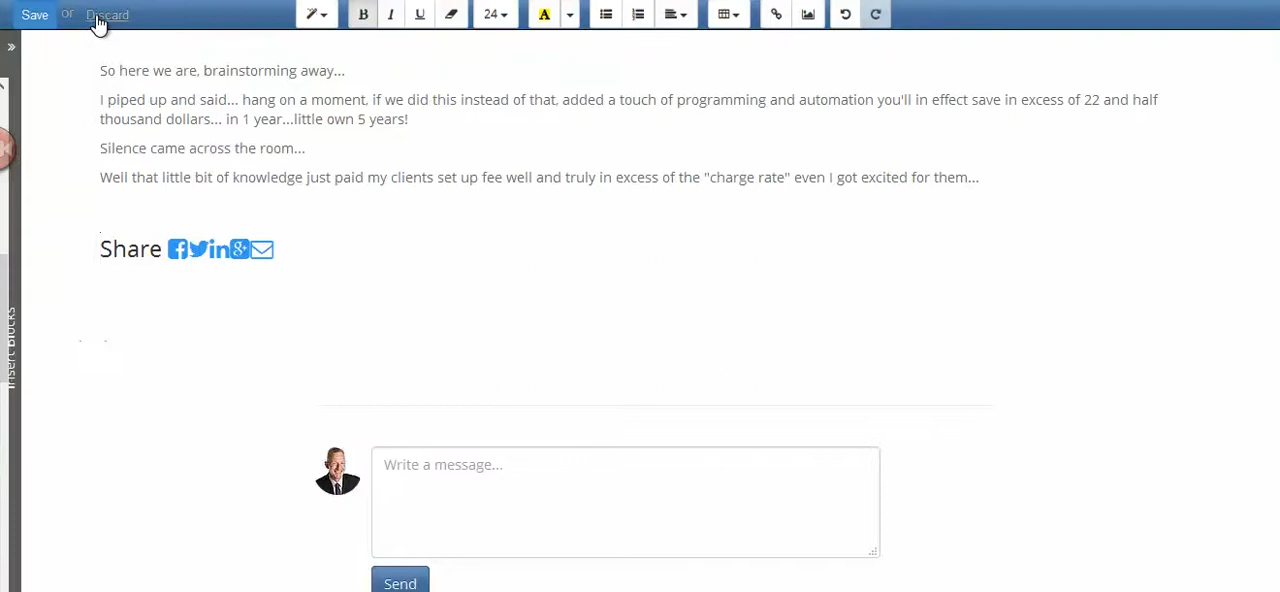 Save or Discard B I U 24 A
So here we are, brainstorming away...
I piped up and said... hang on a moment, if we did this instead of that, added a touch of programming and automation you'll in effect save in excess of 22 and half
thousand dollars... in 1 year...little own 5 years!
Silence came across the room...
Well that little bit of knowledge just paid my clients set up fee well and truly in excess of the "charge rate" even I got excited for them...
Share
Insert Blocks
Write a message...
Send